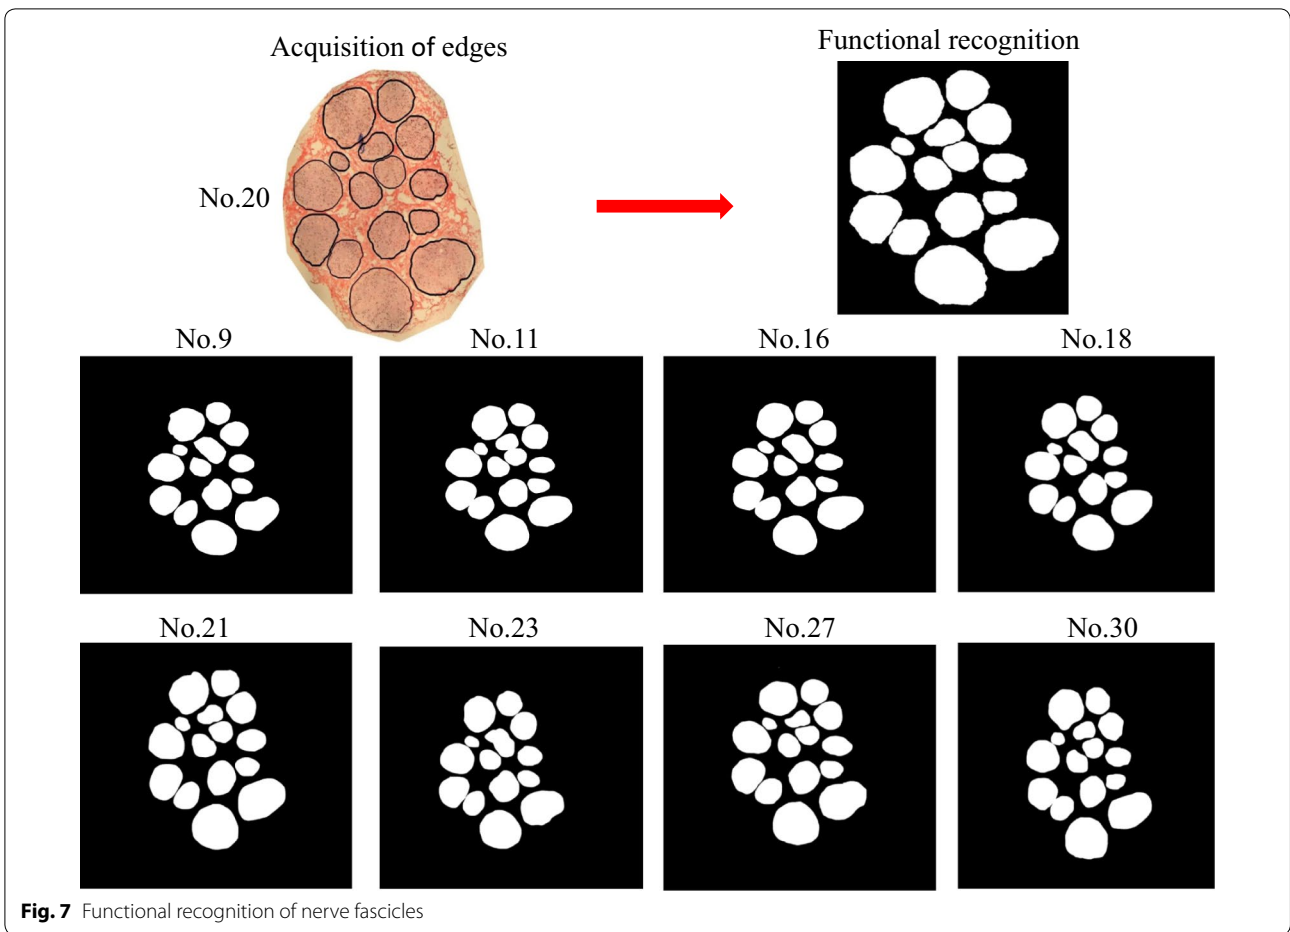 Acquisition of edges
Functional recognition
No.20
No.9
No.11
No.16
No.18
No.21
No.23
No.27
No.30
Fig. 7 Functional recognition of nerve fascicles